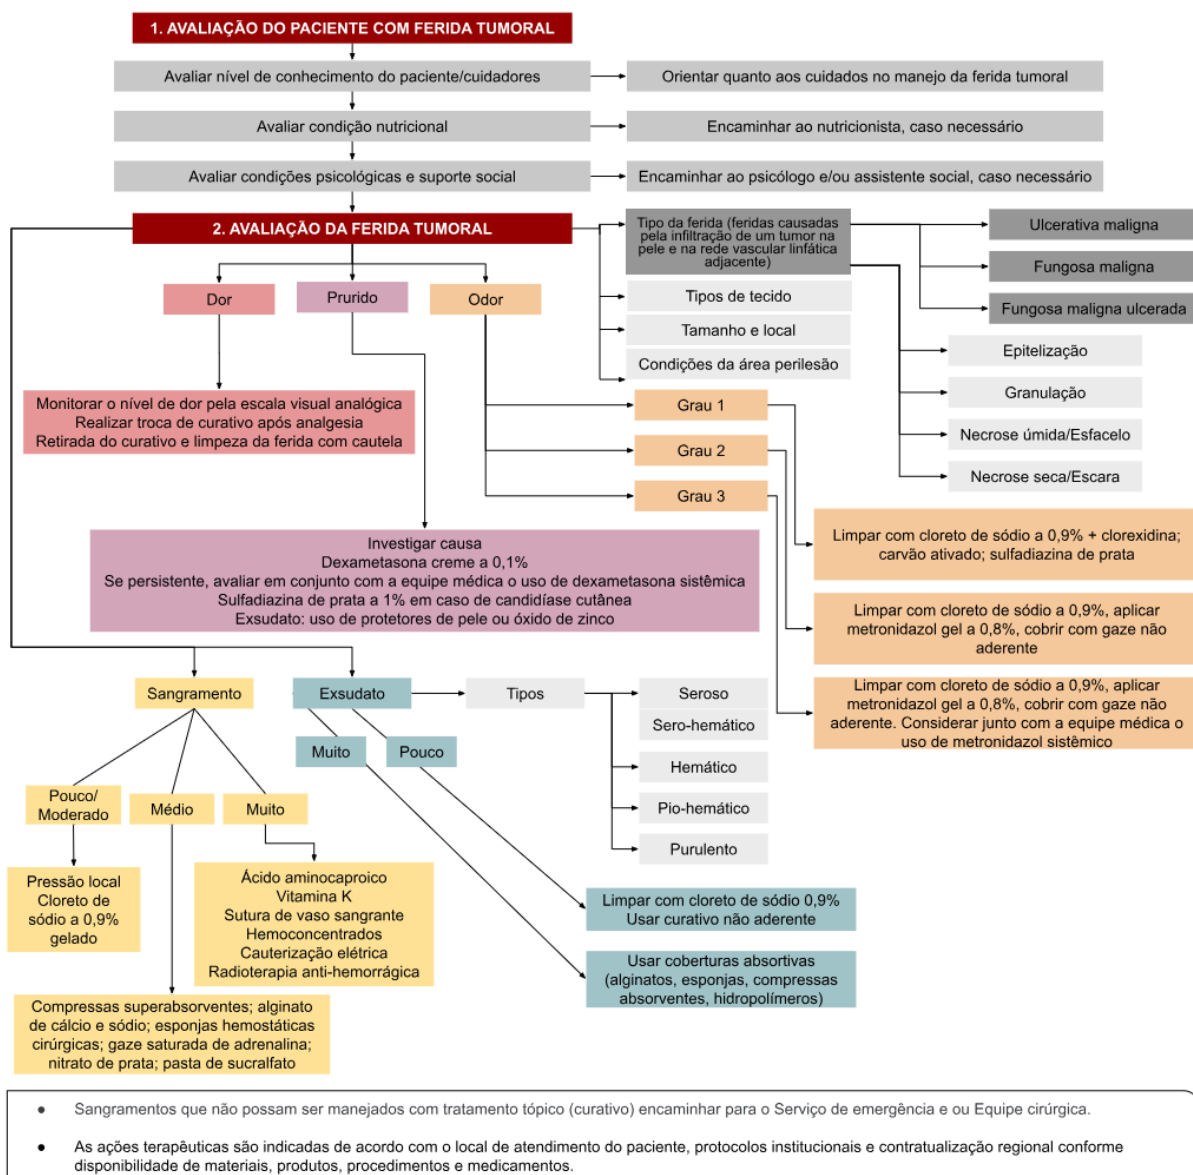 1. AVALIAÇÃO DO PACIENTE COM FERIDA TUMORAL
Avaliar nível de conhecimento do paciente/cuidadores
Orientar quanto aos cuidados no manejo da ferida tumoral
Avaliar condição nutricional
Encaminhar ao nutricionista, caso necessário
Avaliar condições psicológicas e suporte social
Encaminhar ao psicólogo e/ou assistente social, caso necessário
2. AVALIAÇÃO DA FERIDA TUMORAL
Tipo da ferida (feridas causadas
pela infiltração de um tumor na
pele e na rede vascular linfática
adjacente)
Ulcerativa maligna
Fungosa maligna
Fungosa maligna ulcerada
Dor
Prurido
Odor
Tipos de tecido
Tamanho e local
Condições da área perilesão
Epitelização
Granulação
Necrose úmida/Esfacelo
Necrose seca/Escara
Monitorar o nível de dor pela escala visual analógica
Realizar troca de curativo após analgesia
Retirada do curativo e limpeza da ferida com cautela
Grau 1
Grau 2
Grau 3
Limpar com cloreto de sódio a 0,9% + clorexidina;
carvão ativado; sulfadiazina de prata
Investigar causa
Dexametasona creme a 0,1%
Se persistente, avaliar em conjunto com a equipe médica o uso de dexametasona sistêmica
Sulfadiazina de prata a 1% em caso de candidíase cutânea
Exsudato: uso de protetores de pele ou óxido de zinco
Limpar com cloreto de sódio a 0,9%, aplicar
metronidazol gel a 0,8%, cobrir com gaze não
aderente
Limpar com cloreto de sódio a 0,9%, aplicar
metronidazol gel a 0,8%, cobrir com gaze não
aderente. Considerar junto com a equipe médica o
uso de metronidazol sistêmico
Sangramento
Exsudato
Tipos
Seroso
Sero-hemático
Hemático
Pio-hemático
Purulento
Muito
Pouco
Pouco/
Moderado
Médio
Muito
Pressão local
Cloreto de
sódio a 0,9%
gelado
Ácido aminocaproico
Vitamina K
Sutura de vaso sangrante
Hemoconcentrados
Cauterização elétrica
Radioterapia anti-hemorrágica
Limpar com cloreto de sódio 0,9%
Usar curativo não aderente
Usar coberturas absortivas
(alginatos, esponjas, compressas
absorventes, hidropolímeros)
Compressas superabsorventes; alginato
de cálcio e sódio; esponjas hemostáticas
cirúrgicas; gaze saturada de adrenalina;
nitrato de prata; pasta de sucralfato
● Sangramentos que não possam ser manejados com tratamento tópico (curativo) encaminhar para o Serviço de emergência e ou Equipe cirúrgica.
● As ações terapêuticas são indicadas de acordo com o local de atendimento do paciente, protocolos institucionais e contratualização regional conforme
disponibilidade de materiais, produtos, procedimentos e medicamentos.